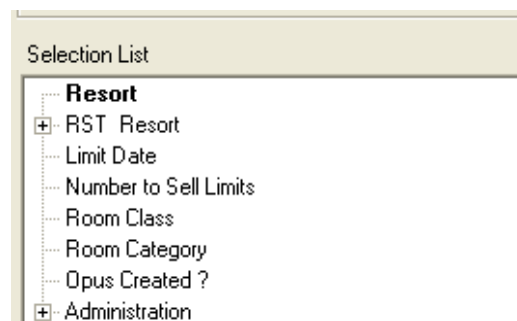 Selection List
Resort
RST Resort
Limit Date
Number to Sell Limits
Room Class
Room Category
Opus Created ?
Administration